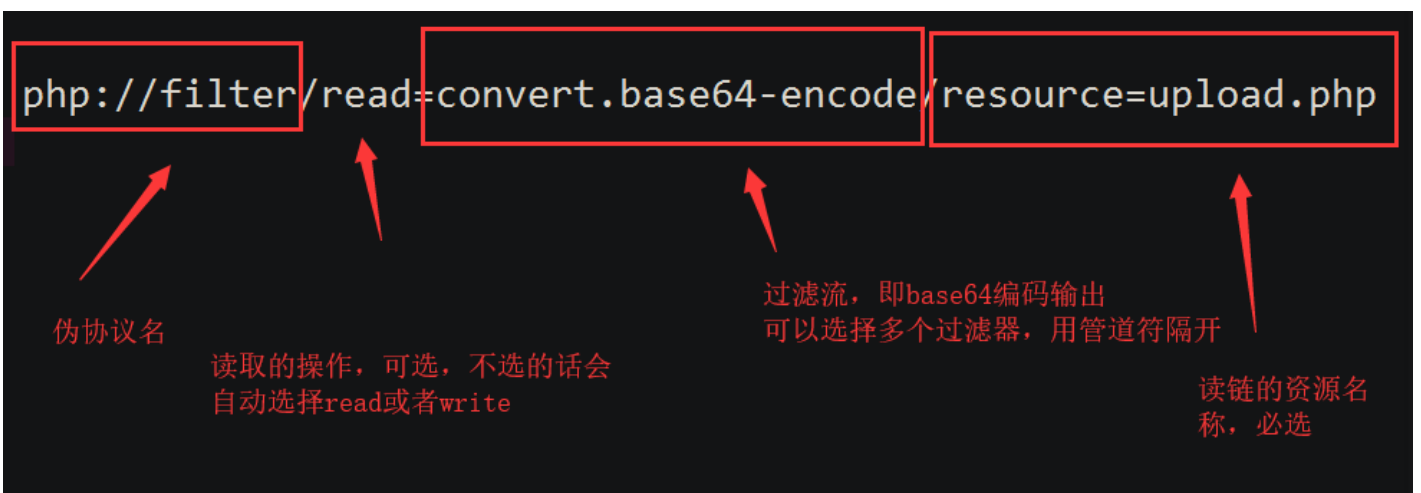 php://filter/read=convert.base64-encode/resource=upload.php
伪协议名
读取的操作，可选，不选的话会
自动选择read或者write
过滤流，即base64编码输出
可以选择多个过滤器，用管道符隔开
读链的资源名
称，必选